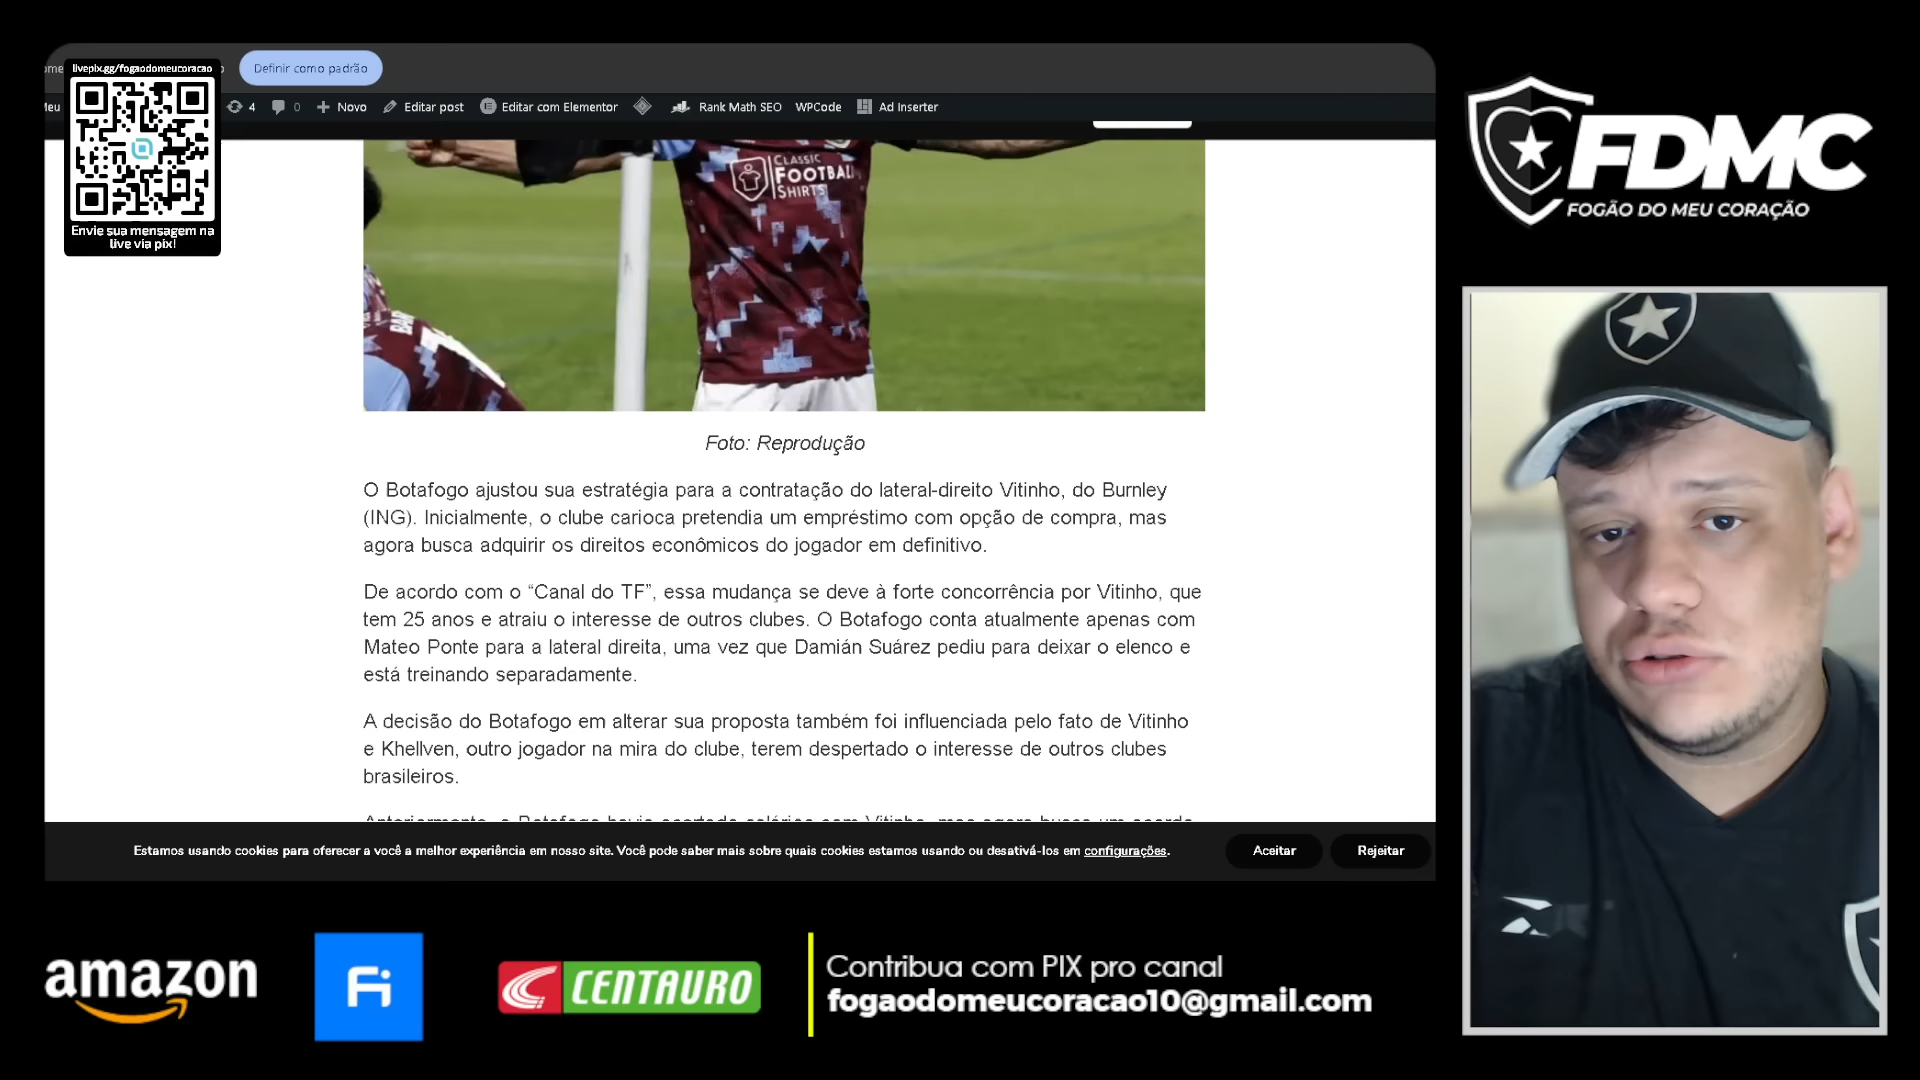 livepix.gg/fogaodomeucoracao
Envie sua mensagem na
live via pix!
Definir como padrão
4
0
Novo
Editar post
Editar com Elementor
Rank Math SEO
WPCode
Ad Inserter
CLASSIC
FOOTBALL
SHIRTS
Foto: Reprodução
O Botafogo ajustou sua estratégia para a contratação do lateral-direito Vitinho, do Burnley
(ING). Inicialmente, o clube carioca pretendia um empréstimo com opção de compra, mas
agora busca adquirir os direitos econômicos do jogador em definitivo.
De acordo com o “Canal do TF”, essa mudança se deve à forte concorrência por Vitinho, que
tem 25 anos e atraiu o interesse de outros clubes. O Botafogo conta atualmente apenas com
Mateo Ponte para a lateral direita, uma vez que Damián Suárez pediu para deixar o elenco e
está treinando separadamente.
A decisão do Botafogo em alterar sua proposta também foi influenciada pelo fato de Vitinho
e Khellven, outro jogador na mira do clube, terem despertado o interesse de outros clubes
brasileiros.
Estamos usando cookies para oferecer a você a melhor experiência em nosso site. Você pode saber mais sobre quais cookies estamos usando ou desativá-los em configurações.
Aceitar
Rejeitar
FDMC
FOGÃO DO MEU CORAÇÃO
amazon
Fi
CENTAURO
Contribua com PIX pro canal
fogaodomeucoracao10@gmail.com